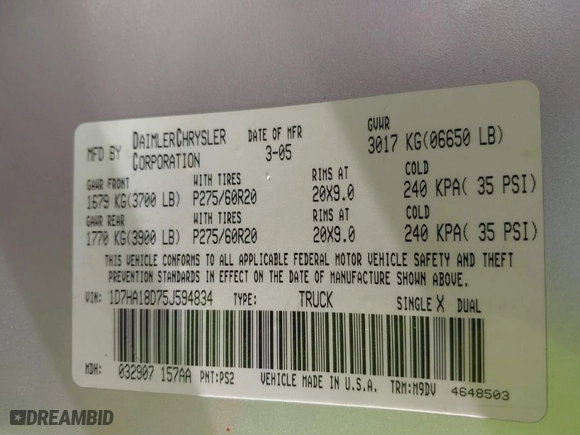 MFD BY DAIMLERCHRYSLER CORPORATION
DATE OF MFR 3-05
GVWR 3017 KG(06650 LB)
GAWR FRONT WITH TIRES RIMS AT COLD
1679 KG(3700 LB) P275/60R20 20X9.0 240 KPA( 35 PSI)
GAWR REAR WITH TIRES RIMS AT COLD
1770 KG(3900 LB) P275/60R20 20X9.0 240 KPA( 35 PSI)
THIS VEHICLE CONFORMS TO ALL APPLICABLE FEDERAL MOTOR VEHICLE SAFETY AND THEFT
PREVENTION STANDARDS IN EFFECT ON THE DATE OF MANUFACTURE SHOWN ABOVE.
VIN: 1D7HA18D75J594834 TYPE: TRUCK SINGLE X DUAL
MDH: 032907 157AA PNT:PS2 VEHICLE MADE IN U.S.A. TRM:M9DV 4648503
DREAMBID